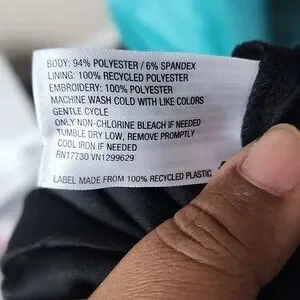 BODY: 94% POLYESTER / 6% SPANDEX
LINING: 100% RECYCLED POLYESTER
EMBROIDERY: 100% POLYESTER
MACHINE WASH COLD WITH LIKE COLORS
GENTLE CYCLE
ONLY NON-CHLORINE BLEACH IF NEEDED
TUMBLE DRY LOW, REMOVE PROMPTLY
COOL IRON IF NEEDED
RN17730 VN1299629
LABEL MADE FROM 100% RECYCLED PLASTIC.